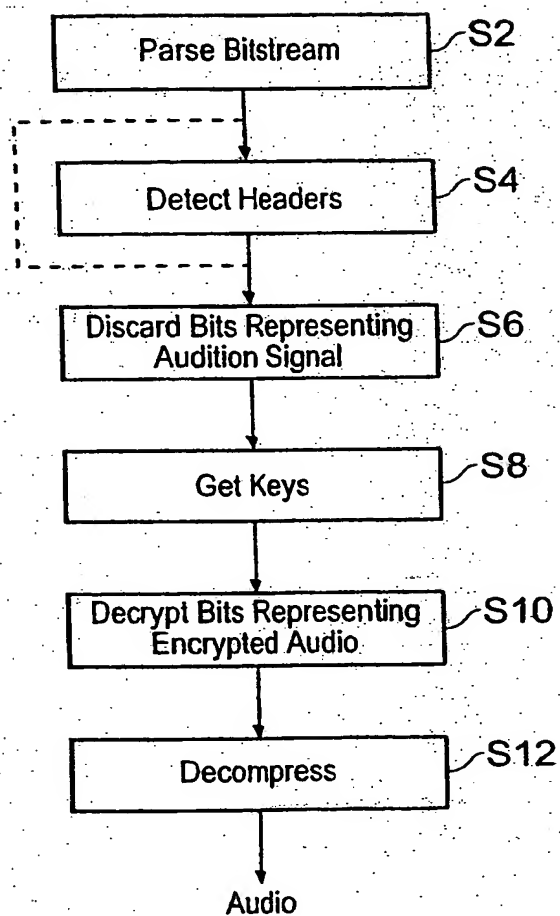 Parse Bitstream
S2
Detect Headers
S4
Discard Bits Representing
Audition Signal
S6
Get Keys
S8
Decrypt Bits Representing
Encrypted Audio
S10
Decompress
S12
Audio